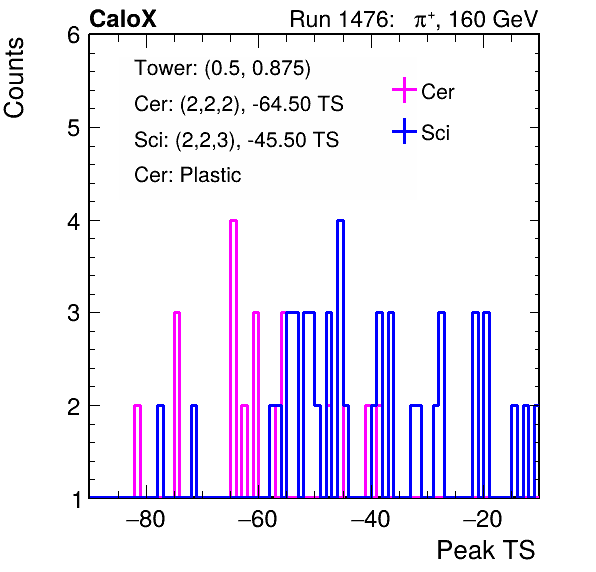 CaloX Run 1476: π⁺, 160 GeV
Counts
Tower: (0.5, 0.875)
Cer: (2,2,2), -64.50 TS
Sci: (2,2,3), -45.50 TS
Cer: Plastic
Cer
Sci
6
5
4
3
2
1
−80 −60 −40 −20
Peak TS